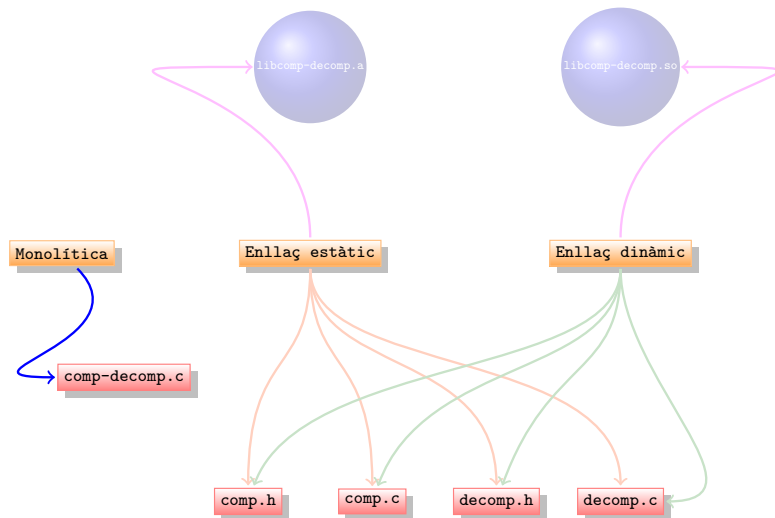 libcomp-decomp.a
libcomp-decomp.so
Monolítica
Enllaç estàtic
Enllaç dinàmic
comp-decomp.c
comp.h
comp.c
decomp.h
decomp.c